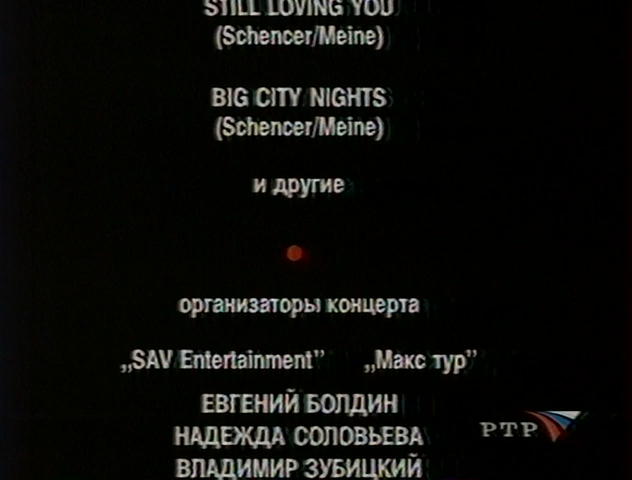 STILL LOVING YOU
(Schencer/Meine)
BIG CITY NIGHTS
(Schencer/Meine)
и другие
организаторы концерта
„SAV Entertainment” „Макс тур”
ЕВГЕНИЙ БОЛДИН
НАДЕЖДА СОЛОВЬЕВА
ВЛАДИМИР ЗУБИЦКИЙ
РТР